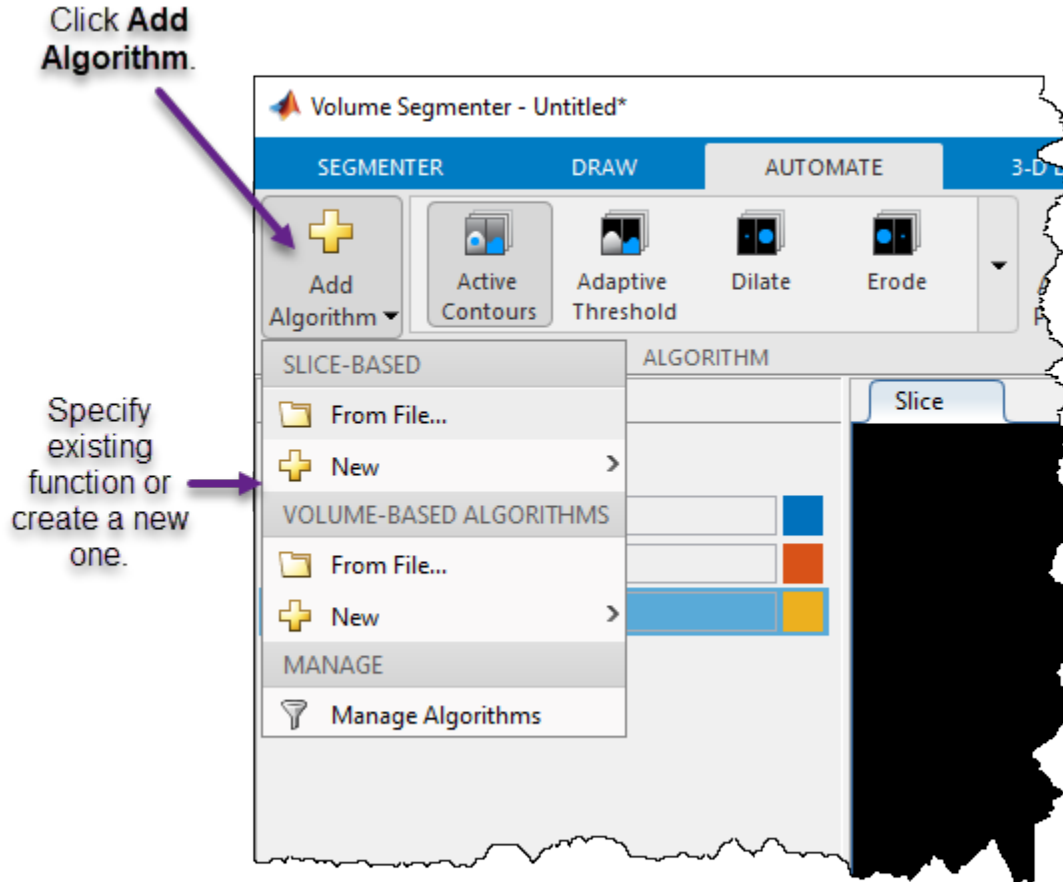 Click Add
Algorithm.
Volume Segmenter - Untitled*
SEGMENTER DRAW AUTOMATE 3-D
Add
Algorithm
Active
Contours
Adaptive
Threshold
Dilate
Erode
ALGORITHM
SLICE-BASED
From File...
New
VOLUME-BASED ALGORITHMS
From File...
New
MANAGE
Manage Algorithms
Slice
Specify
existing
function or
create a new
one.